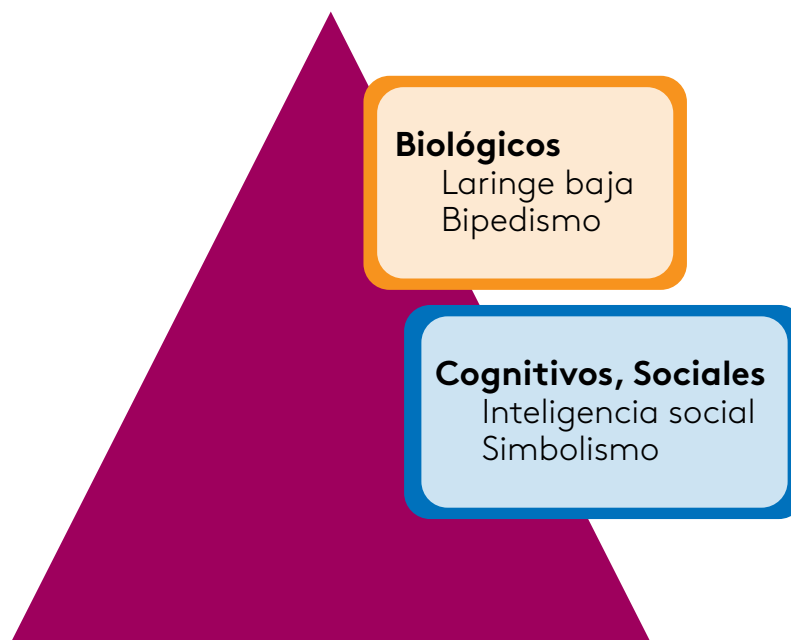 Biológicos
Laringe baja
Bipedismo
Cognitivos, Sociales
Inteligencia social
Simbolismo